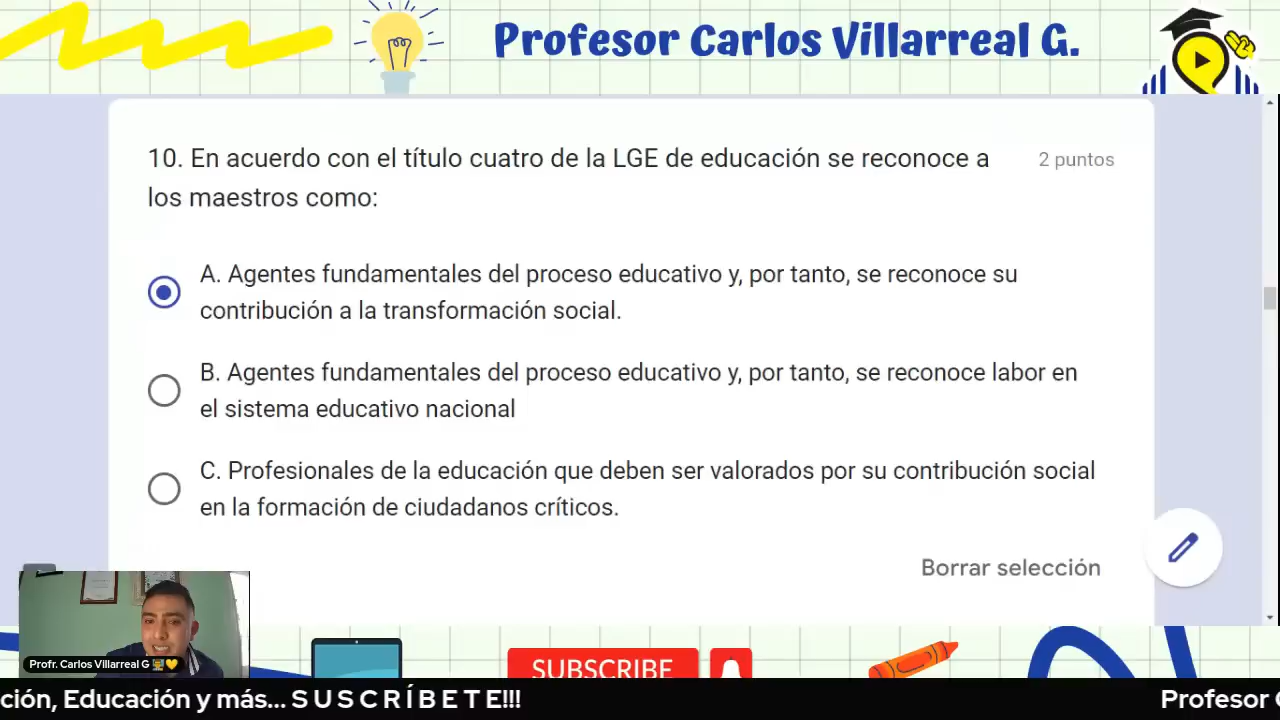 Profesor Carlos Villarreal G.
10. En acuerdo con el título cuatro de la LGE de educación se reconoce a
2 puntos
los maestros como:
A. Agentes fundamentales del proceso educativo y, por tanto, se reconoce su
contribución a la transformación social.
B. Agentes fundamentales del proceso educativo y, por tanto, se reconoce labor en
el sistema educativo nacional
C. Profesionales de la educación que deben ser valorados por su contribución social
en la formación de ciudadanos críticos.
Borrar selección
Profr. Carlos Villarreal G
SUBSCRIBE
ción, Educación y más... S U S C R Í B E T E!!!
Profesor